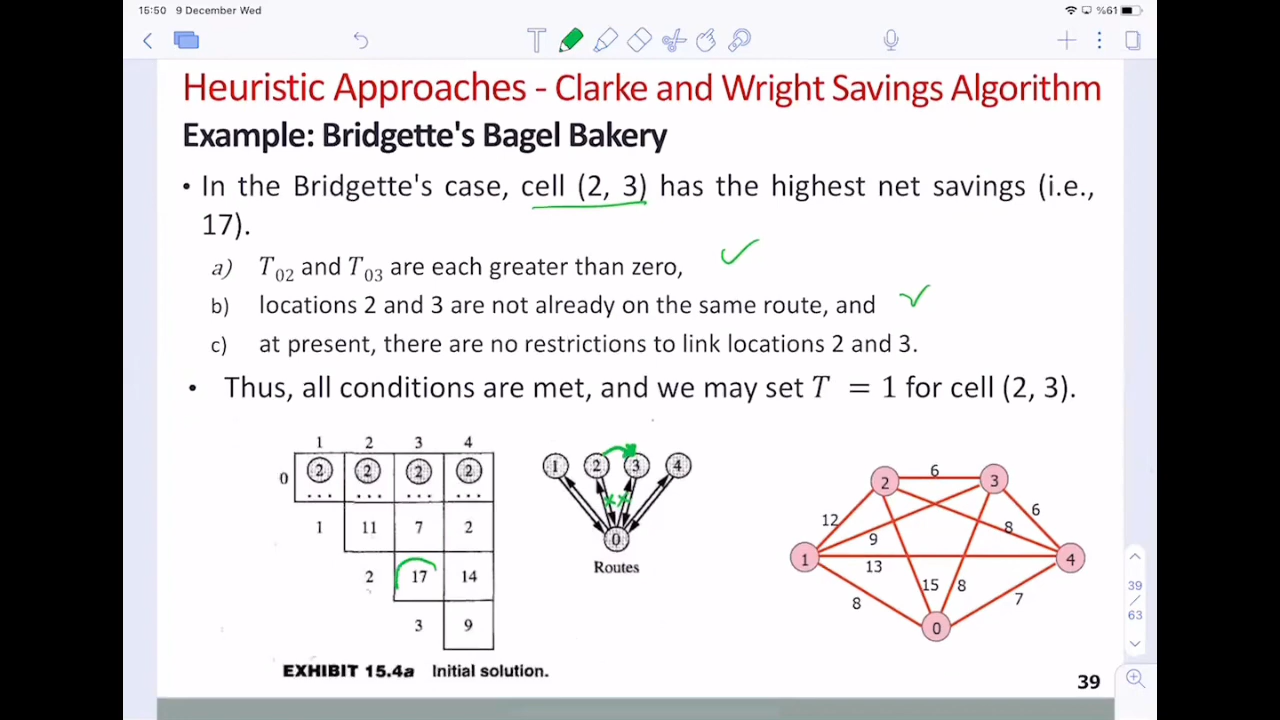 15:50 9 December Wed
%61
Heuristic Approaches - Clarke and Wright Savings Algorithm
Example: Bridgette's Bagel Bakery
• In the Bridgette's case, cell (2, 3) has the highest net savings (i.e.,
17).
a) T02 and T03 are each greater than zero,
b) locations 2 and 3 are not already on the same route, and
c) at present, there are no restrictions to link locations 2 and 3.
• Thus, all conditions are met, and we may set T = 1 for cell (2, 3).
1 2 3 4
0 2 2 2 2
... ... ... ...
1 11 7 2
2 17 14
3 9
1 2 3 4
0
Routes
2 6 3
12 9 8 6
1 13 4
8 15 8 7
0
EXHIBIT 15.4a Initial solution.
39
/
63
39